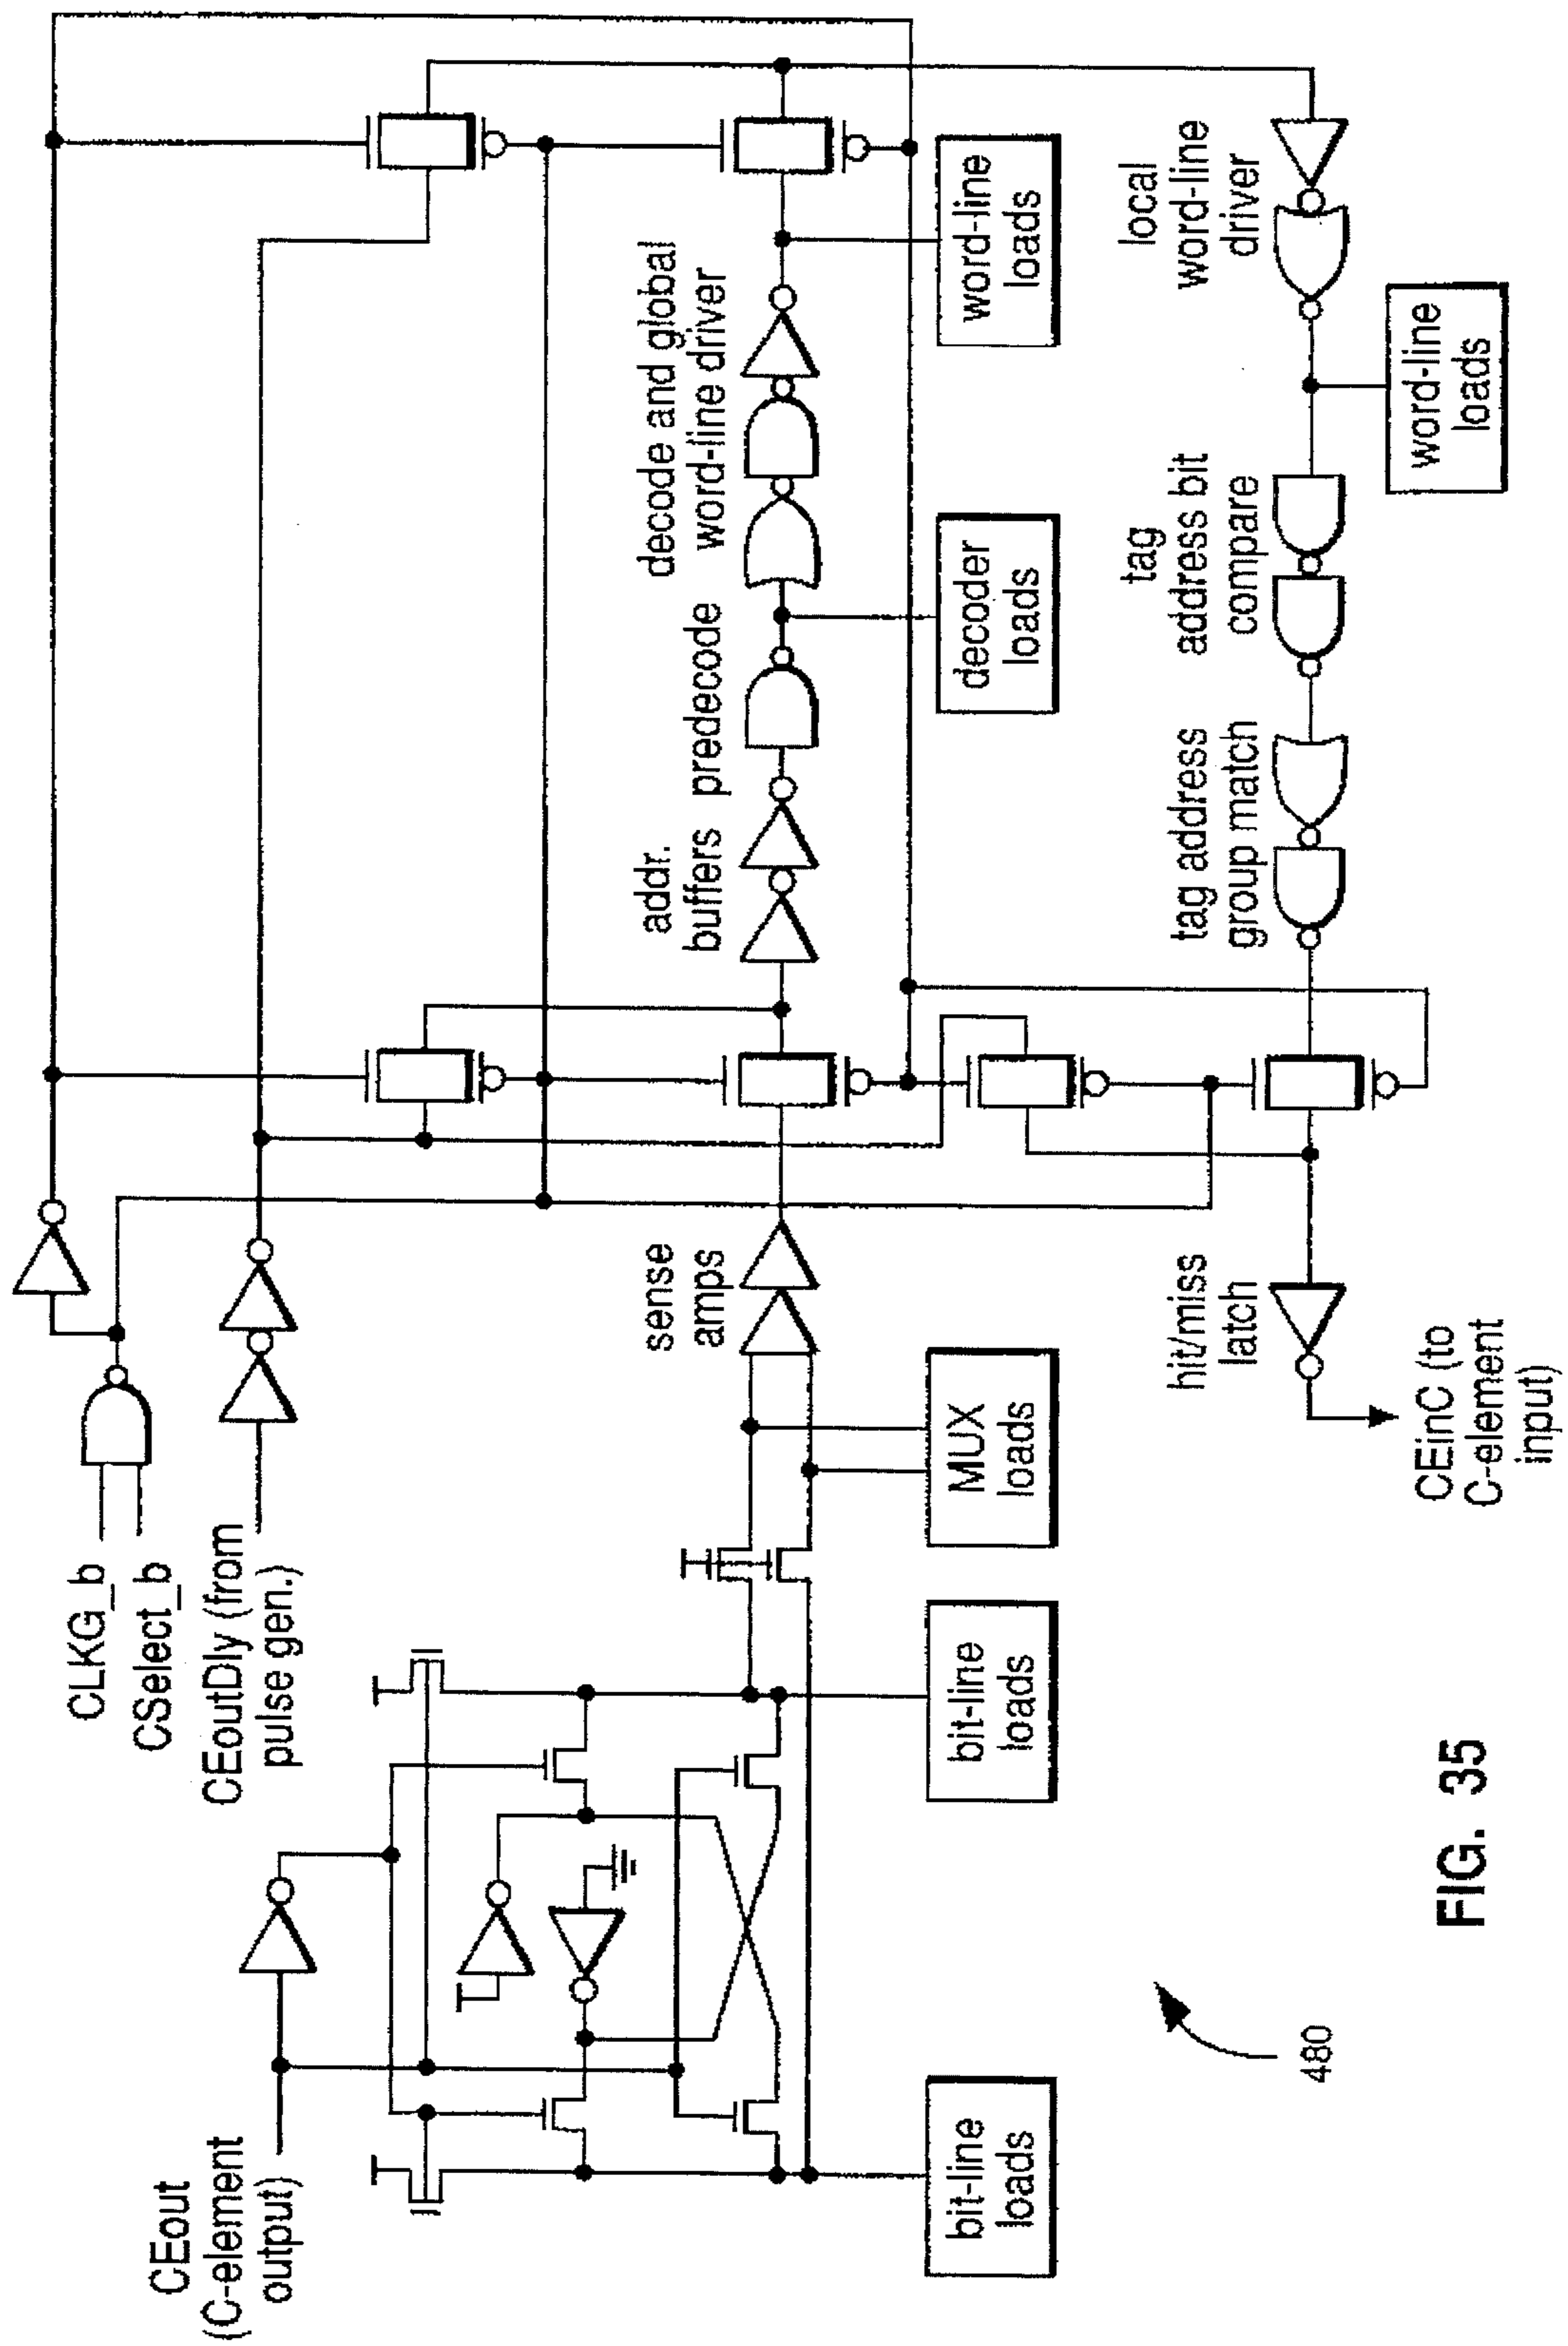 CLKG_b
CSelect_b
CEoutDly (from
pulse gen.)
CEout
(C-element
output)
sense
amps
addr.
buffers
predecode
decode and global
word-line driver
bit-line
loads
bit-line
loads
MUX
loads
decoder
loads
word-line
loads
hit/miss
latch
tag address
group match
tag
address bit
compare
local
word-line
driver
word-line
loads
CEinC (to
C-element
input)
480
FIG. 35